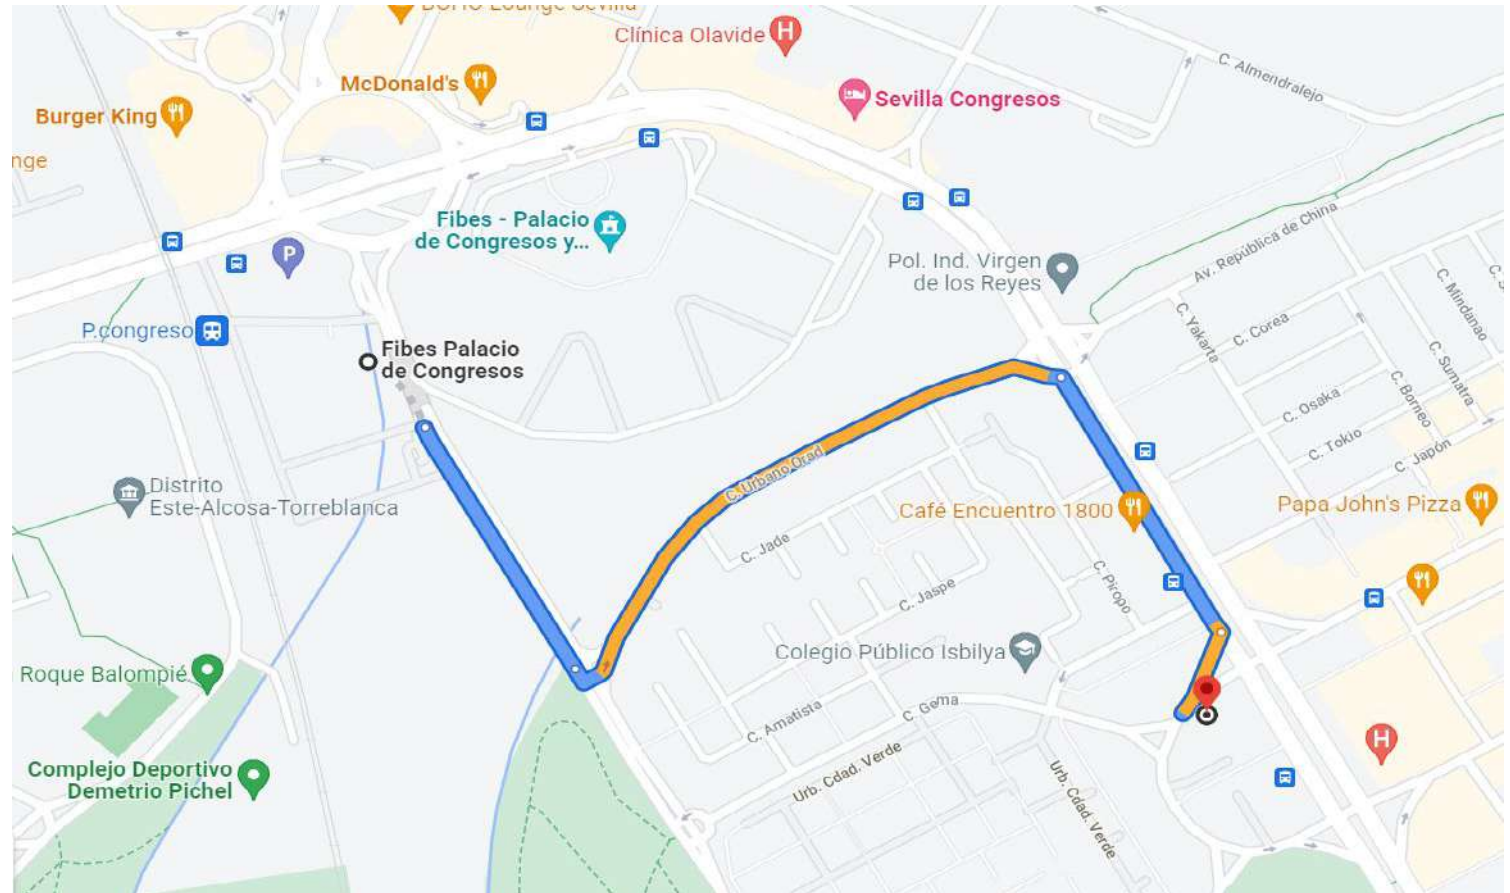 BOHO Lounge Sevilla
Clínica Olavide
H
McDonald's
Burger King
Sevilla Congresos
C. Almendralejo
nge
Fibes - Palacio
de Congresos y...
P
Pol. Ind. Virgen
de los Reyes
Av. República de China
P.congreso
Fibes Palacio
de Congresos
C. Yakarta
C. Corea
C. Mindanao
C. Sumatra
C. Borneo
C. Osaka
C. Tokio
C. Japón
C. Urbano Orad
Distrito
Este-Alcosa-Torreblanca
Café Encuentro 1800
Papa John's Pizza
C. Jade
C. Jaspe
C. Piropo
Colegio Público Isbilya
Roque Balompié
C. Amatista
C. Gema
H
Urb. Cdad. Verde
Urb. Cdad. Verde
Complejo Deportivo
Demetrio Pichel